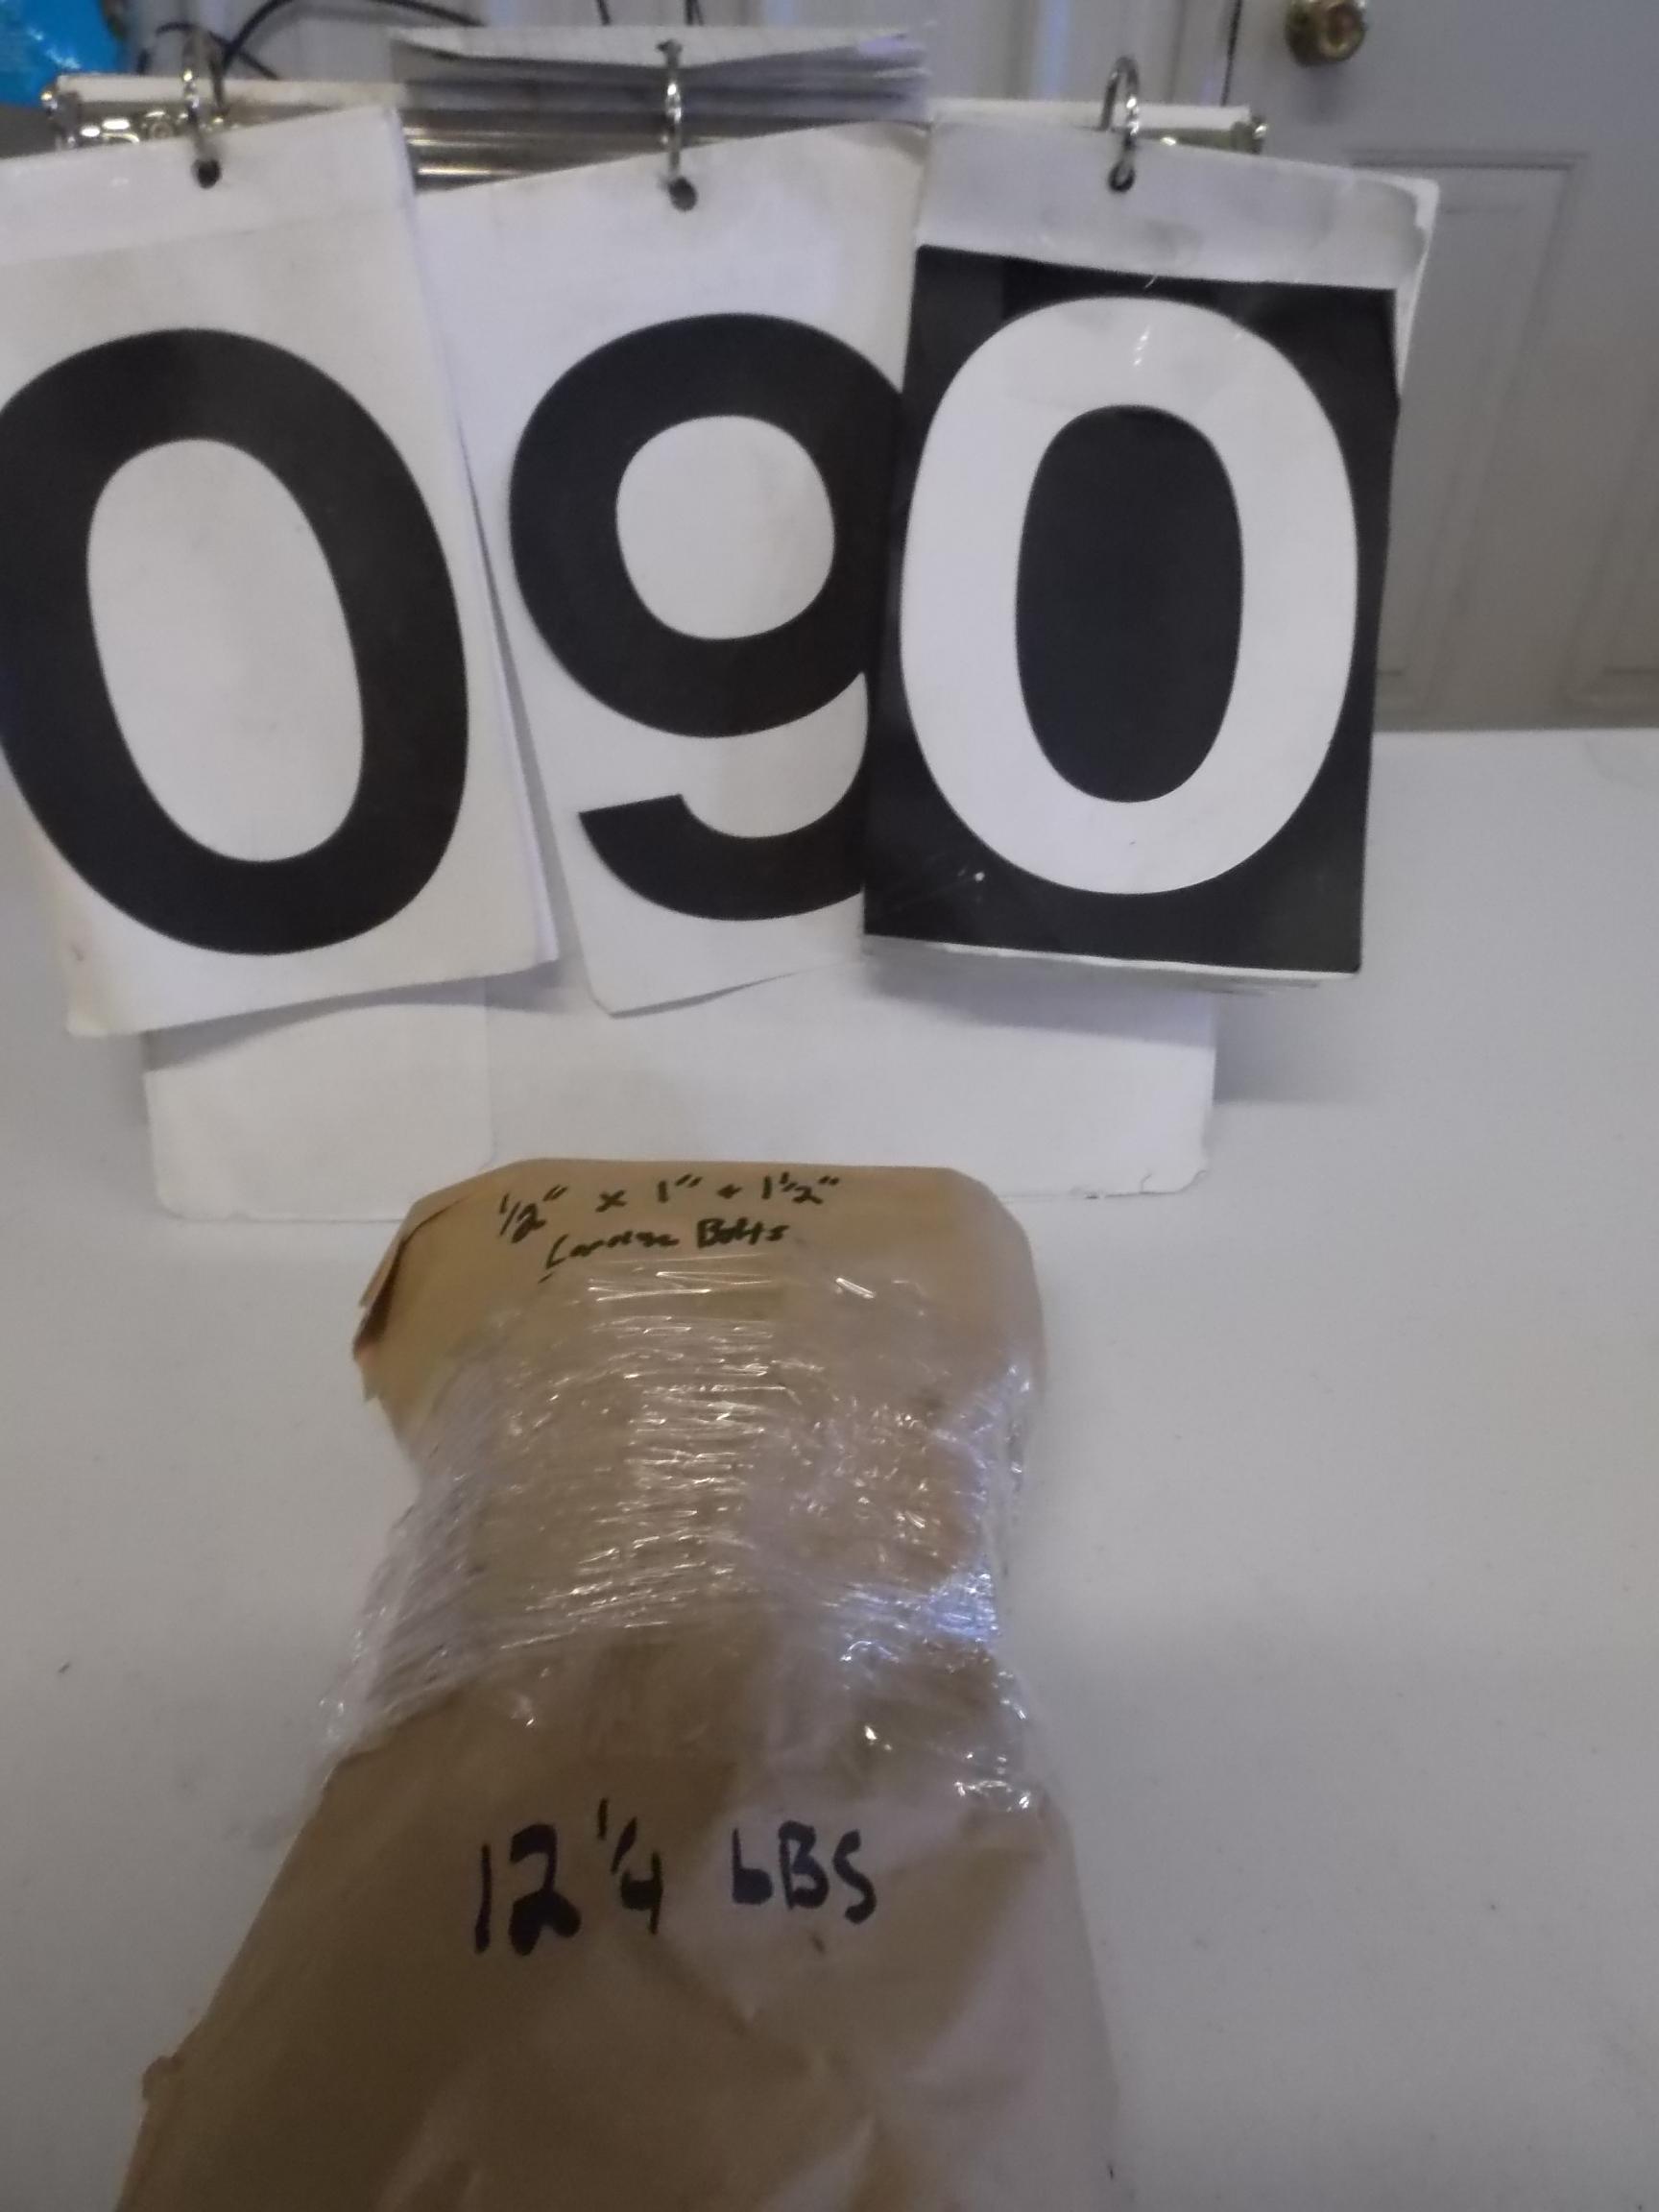 090
1/2" x 1" + 1 1/2"
Carriage Bolts
12 1/4 LBS